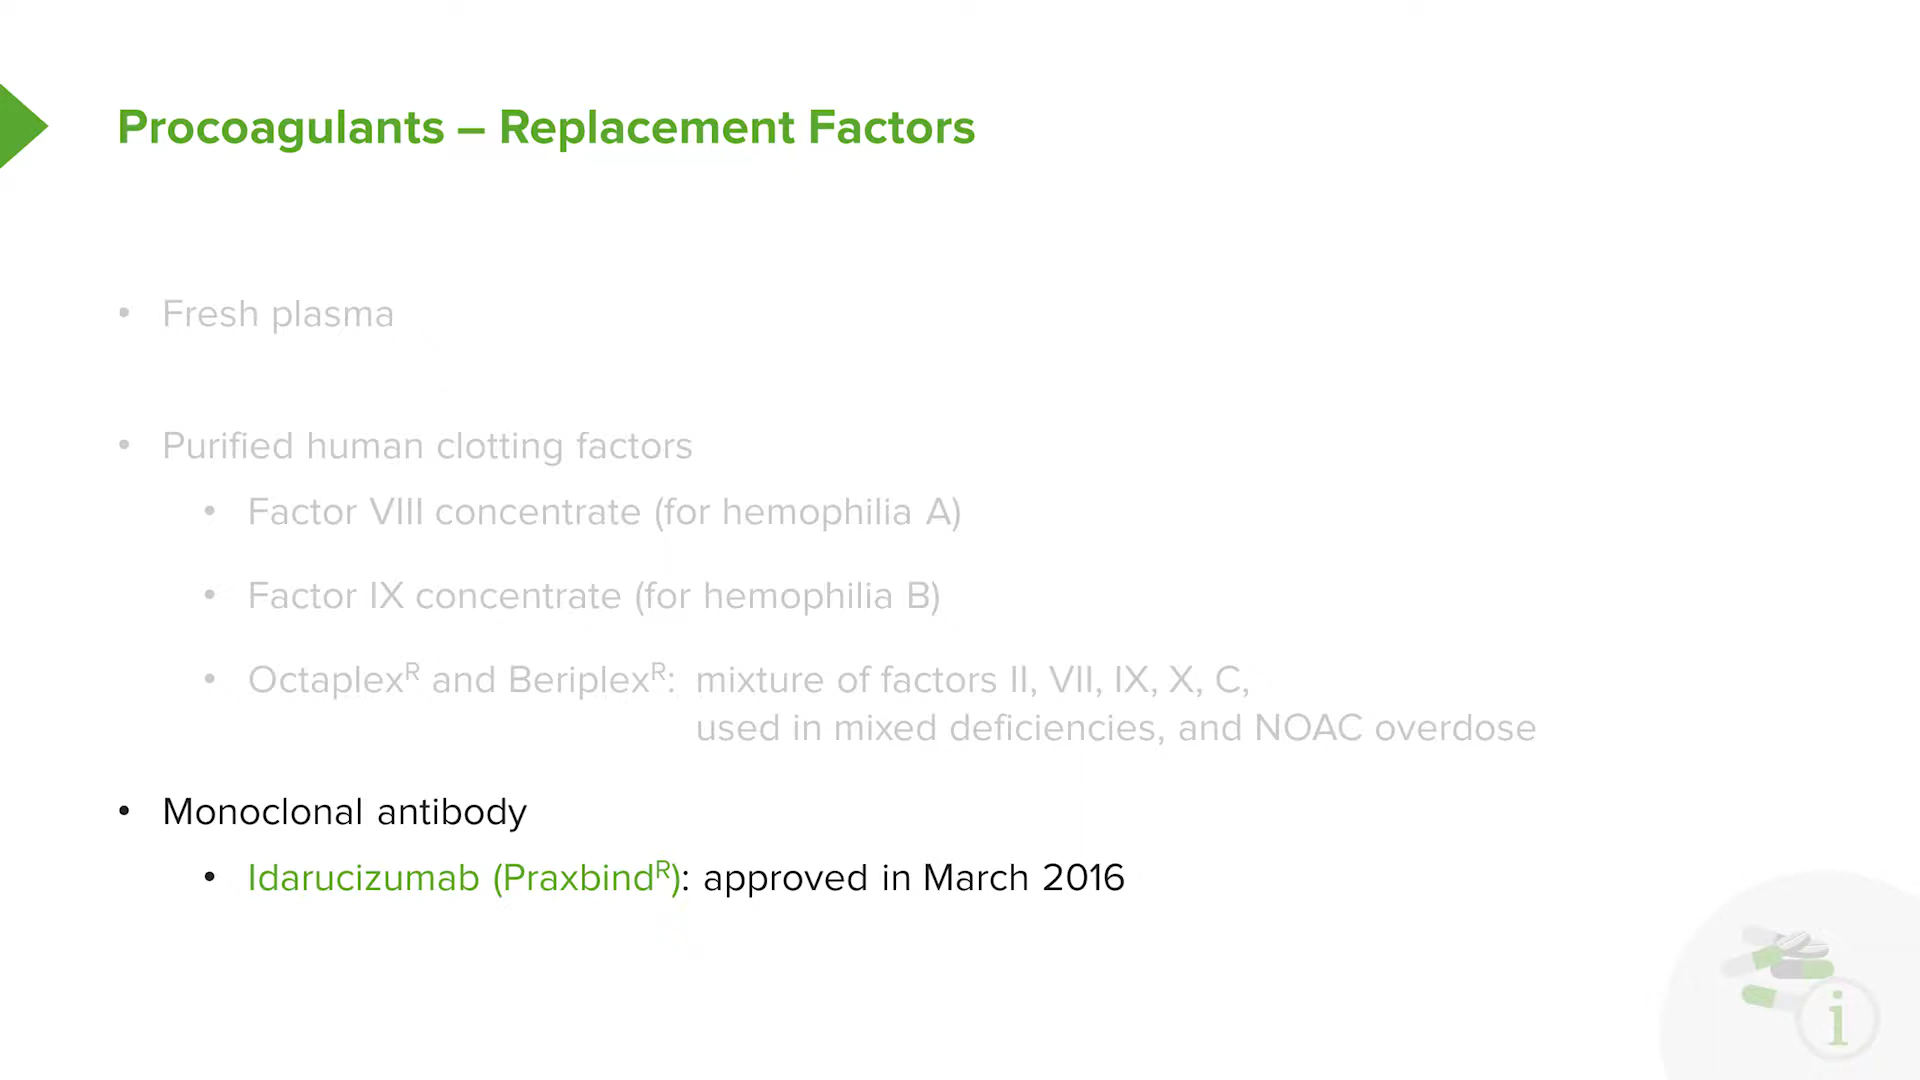 Procoagulants – Replacement Factors
• Fresh plasma
• Purified human clotting factors
• Factor VIII concentrate (for hemophilia A)
• Factor IX concentrate (for hemophilia B)
• Octaplexᴿ and Beriplexᴿ: mixture of factors II, VII, IX, X, C,
used in mixed deficiencies, and NOAC overdose
• Monoclonal antibody
• Idarucizumab (Praxbindᴿ): approved in March 2016
i